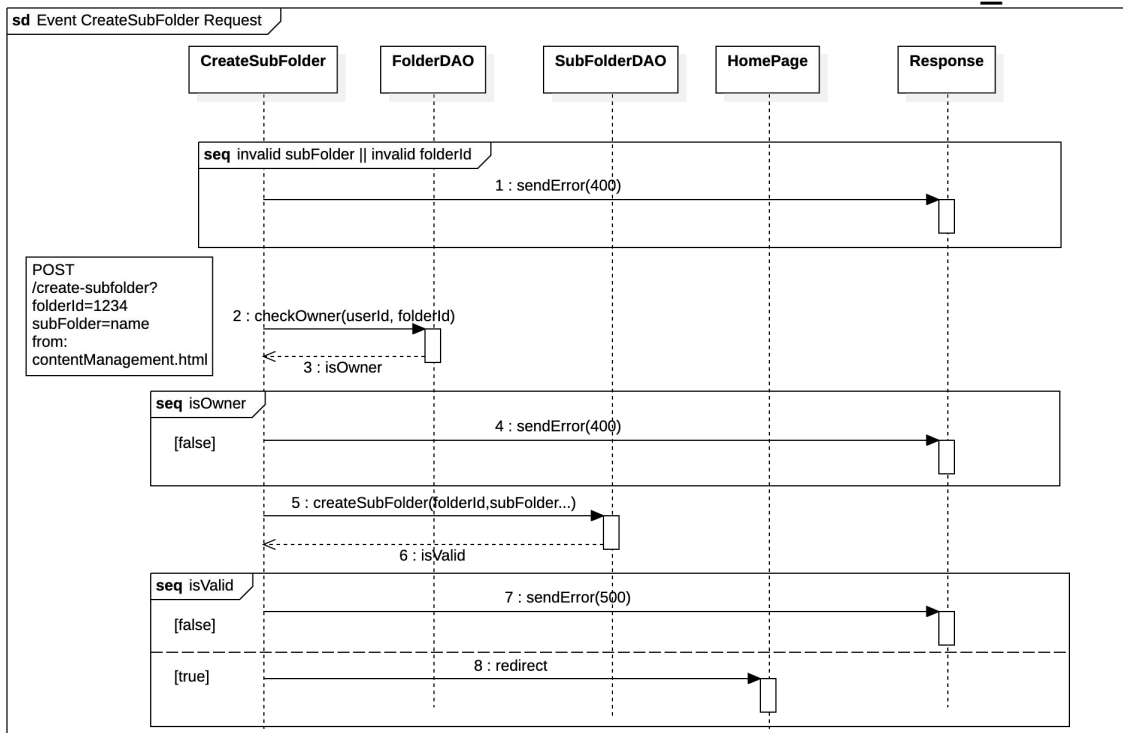 sd Event CreateSubFolder Request
CreateSubFolder
FolderDAO
SubFolderDAO
HomePage
Response
seq invalid subFolder || invalid folderId
1 : sendError(400)
POST
/create-subfolder?
folderId=1234
subFolder=name
from:
contentManagement.html
2 : checkOwner(userId, folderId)
3 : isOwner
seq isOwner
4 : sendError(400)
[false]
5 : createSubFolder(folderId,subFolder...)
6 : isValid
seq isValid
7 : sendError(500)
[false]
8 : redirect
[true]